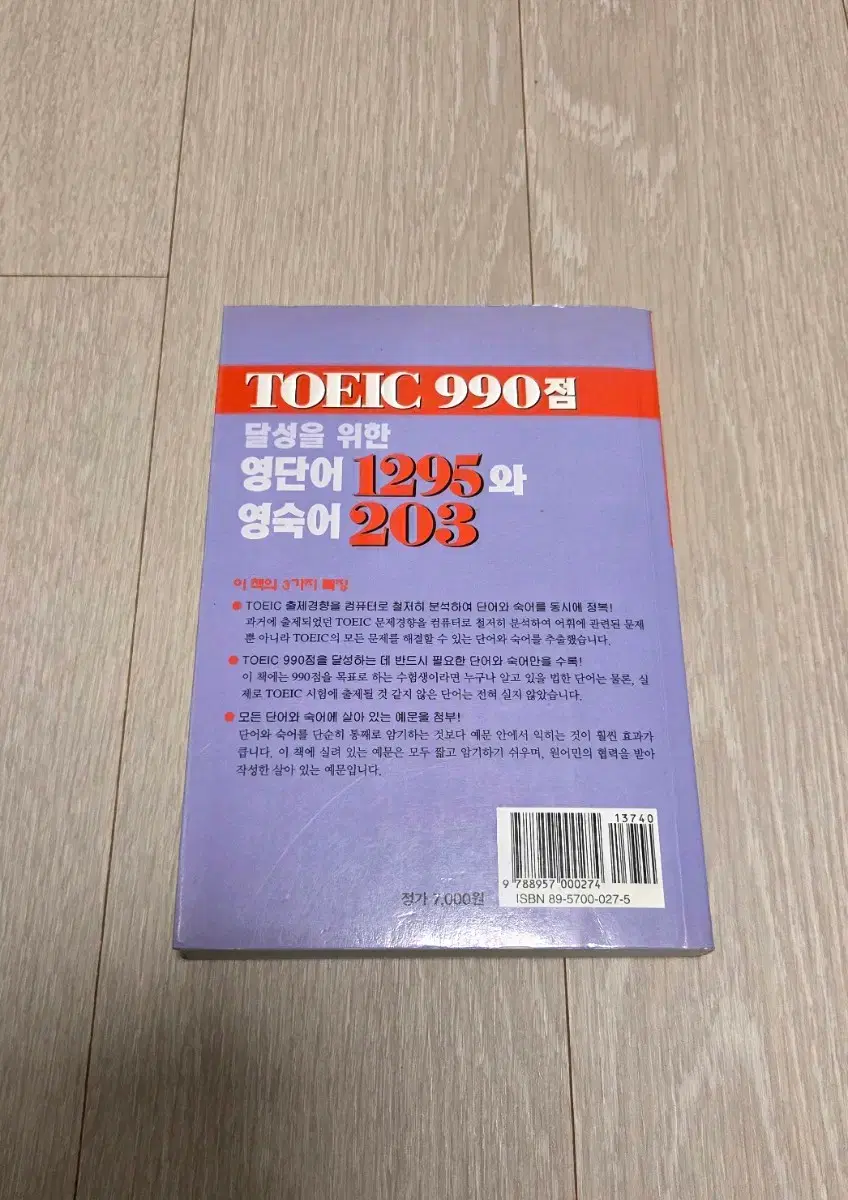 TOEIC 990점
달성을 위한
영단어 1295와
영숙어 203
이 책의 3가지 특징
● TOEIC 출제경향을 컴퓨터로 철저히 분석하여 단어와 숙어를 동시에 정복!
과거에 출제되었던 TOEIC 문제경향을 컴퓨터로 철저히 분석하여 어휘에 관련된 문제
뿐 아니라 TOEIC의 모든 문제를 해결할 수 있는 단어와 숙어를 추출했습니다.
● TOEIC 990점을 달성하는 데 반드시 필요한 단어와 숙어만을 수록!
이 책에는 990점을 목표로 하는 수험생이라면 누구나 알고 있을 법한 단어는 물론, 실
제로 TOEIC 시험에 출제될 것 같지 않은 단어는 전혀 싣지 않았습니다.
● 모든 단어와 숙어에 살아 있는 예문을 첨부!
단어와 숙어를 단순히 통째로 암기하는 것보다 예문 안에서 익히는 것이 훨씬 효과가
큽니다. 이 책에 실려 있는 예문은 모두 짧고 암기하기 쉬우며, 원어민의 협력을 받아
작성한 살아 있는 예문입니다.
13740
9 788957 000274
정가 7,000원
ISBN 89-5700-027-5